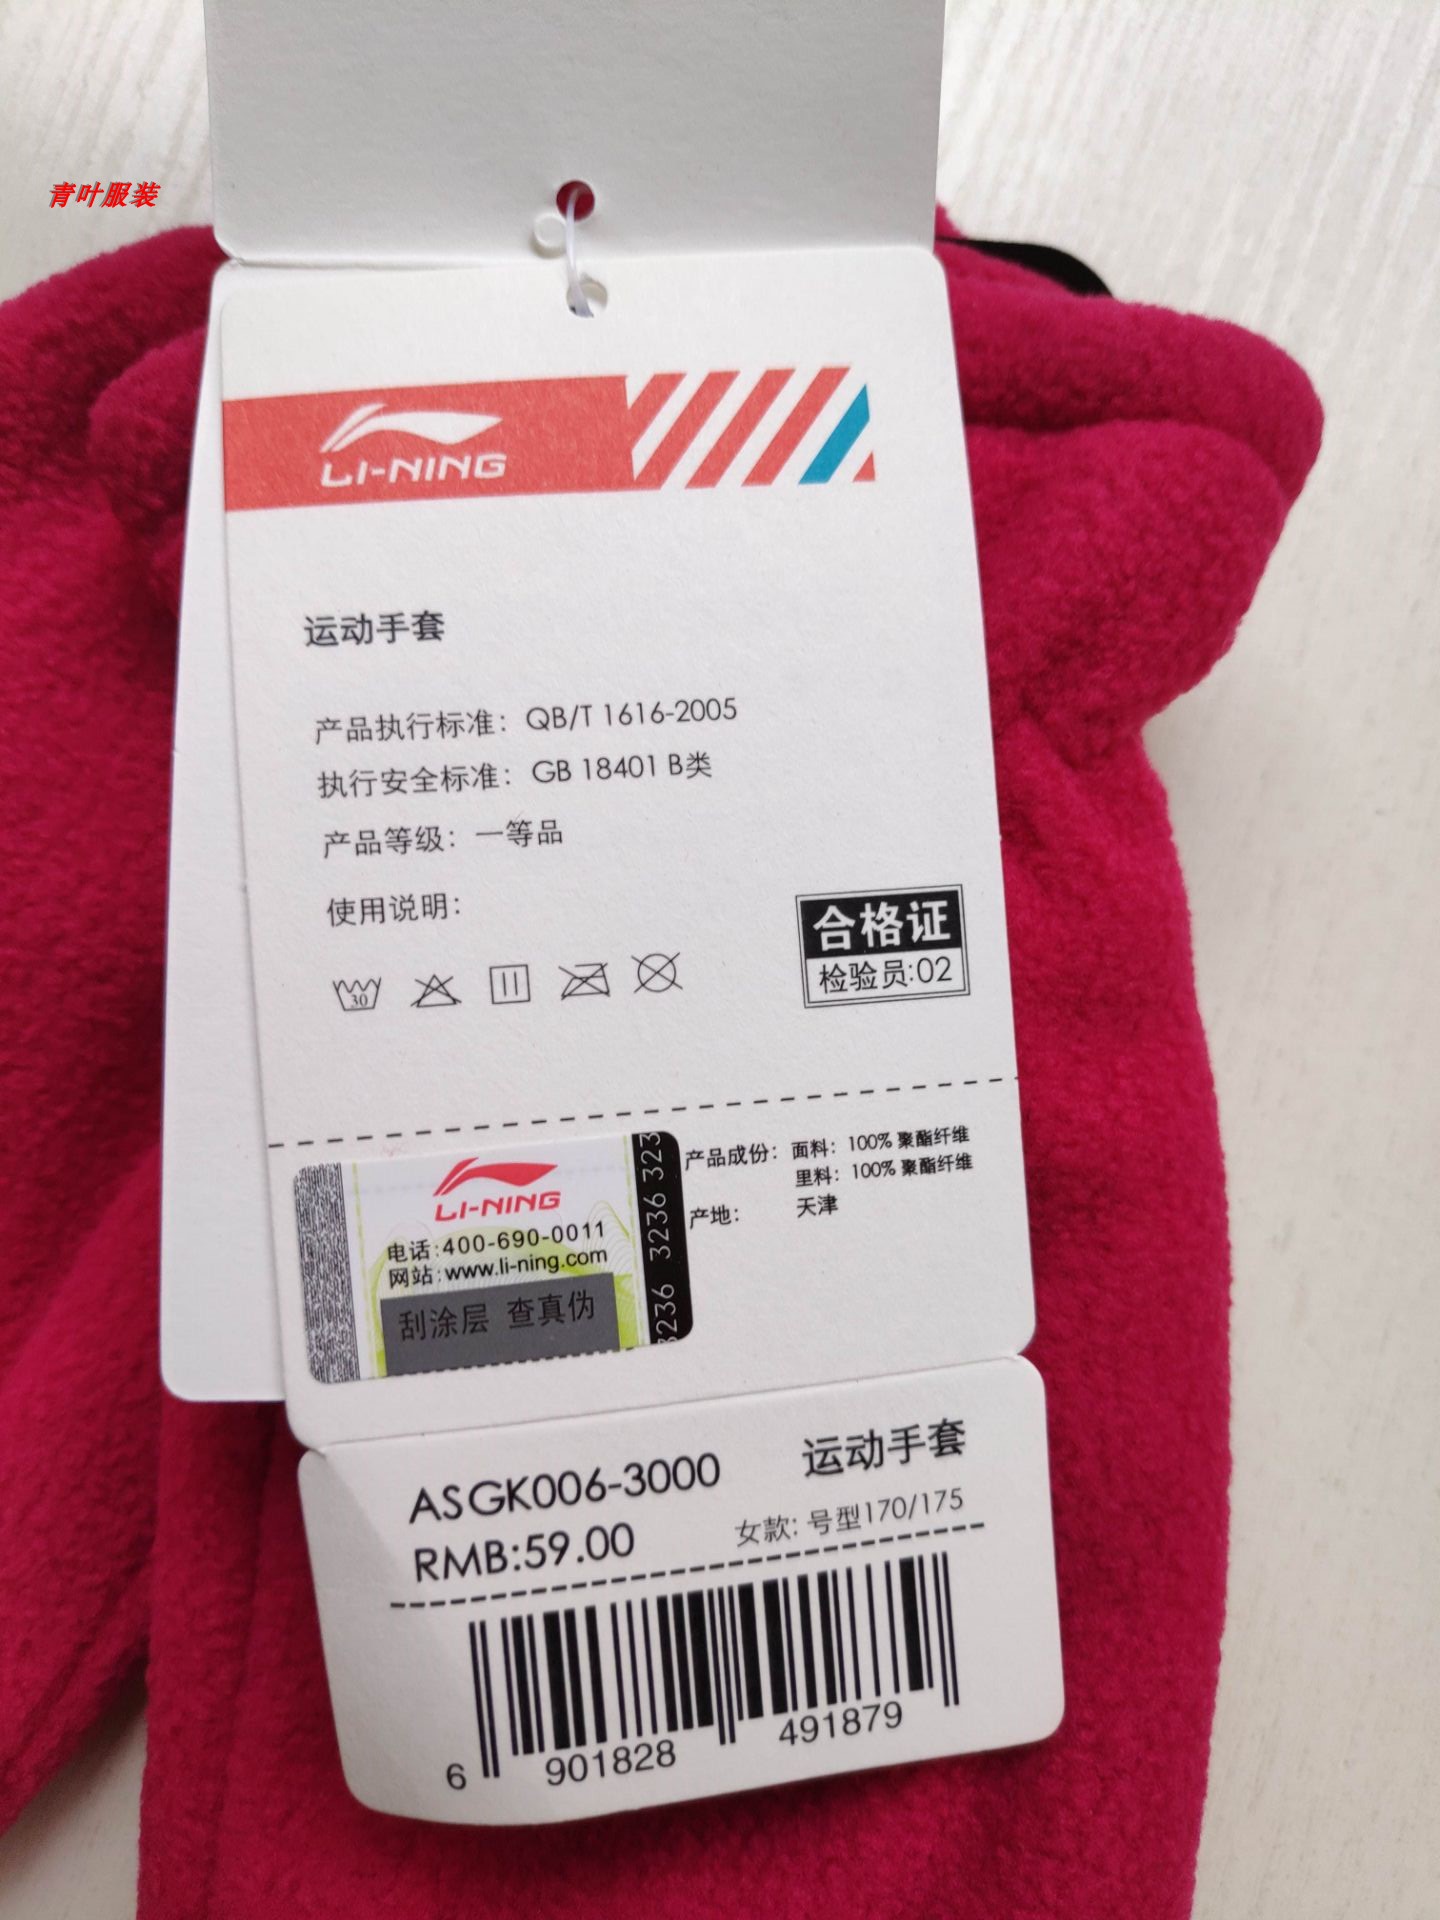 青叶服装
LI-NING
运动手套
产品执行标准：QB/T 1616-2005
执行安全标准：GB 18401 B类
产品等级：一等品
使用说明：
30
合格证
检验员:02
LI-NING
电话:400-690-0011
网站:www.li-ning.com
刮涂层 查真伪
3236 3236 323
产品成份：面料：100% 聚酯纤维
里料：100% 聚酯纤维
产地：天津
ASGK006-3000 运动手套
RMB:59.00 女款: 号型170/175
6 901828 491879